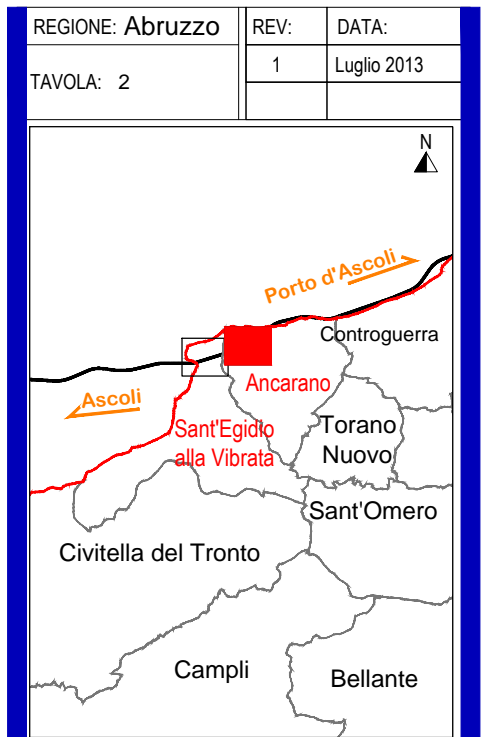 REGIONE: Abruzzo
REV:
DATA:
TAVOLA: 2
1
Luglio 2013
N
Porto d'Ascoli
Controguerra
Ancarano
Ascoli
Sant'Egidio
alla Vibrata
Torano
Nuovo
Sant'Omero
Civitella del Tronto
Campli
Bellante